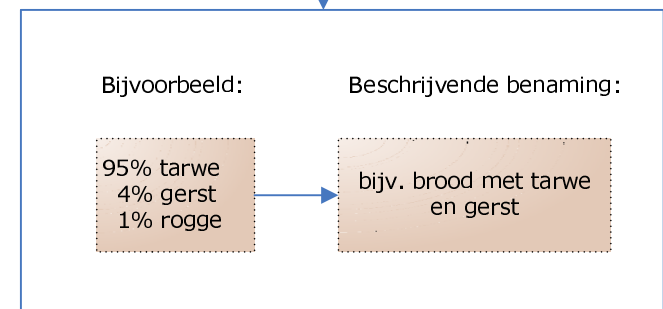 Bijvoorbeeld:
Beschrijvende benaming:
95% tarwe
4% gerst
1% rogge
bijv. brood met tarwe
en gerst